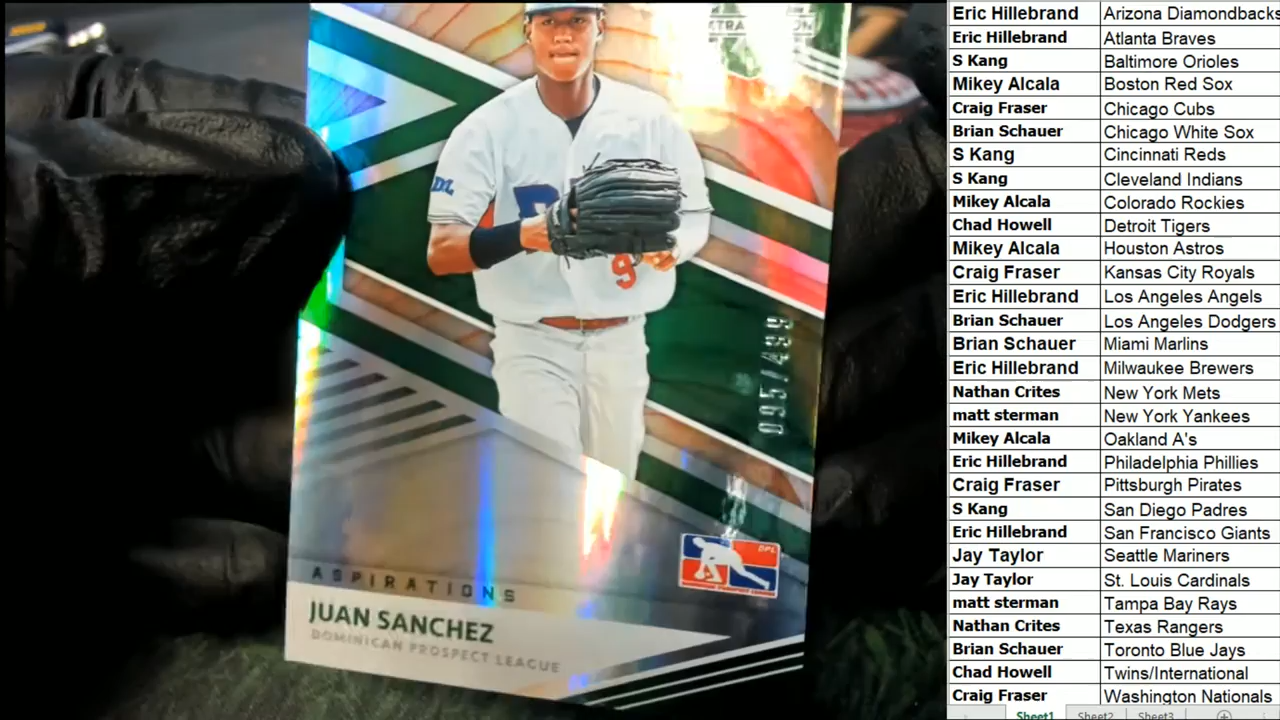 XTRA
DL
9
095/499
DPL
ASPIRATIONS
JUAN SANCHEZ
DOMINICAN PROSPECT LEAGUE
Eric Hillebrand Arizona Diamondbacks
Eric Hillebrand Atlanta Braves
S Kang Baltimore Orioles
Mikey Alcala Boston Red Sox
Craig Fraser Chicago Cubs
Brian Schauer Chicago White Sox
S Kang Cincinnati Reds
S Kang Cleveland Indians
Mikey Alcala Colorado Rockies
Chad Howell Detroit Tigers
Mikey Alcala Houston Astros
Craig Fraser Kansas City Royals
Eric Hillebrand Los Angeles Angels
Brian Schauer Los Angeles Dodgers
Brian Schauer Miami Marlins
Eric Hillebrand Milwaukee Brewers
Nathan Crites New York Mets
matt sterman New York Yankees
Mikey Alcala Oakland A's
Eric Hillebrand Philadelphia Phillies
Craig Fraser Pittsburgh Pirates
S Kang San Diego Padres
Eric Hillebrand San Francisco Giants
Jay Taylor Seattle Mariners
Jay Taylor St. Louis Cardinals
matt sterman Tampa Bay Rays
Nathan Crites Texas Rangers
Brian Schauer Toronto Blue Jays
Chad Howell Twins/International
Craig Fraser Washington Nationals
Sheet1 Sheet2 Sheet3